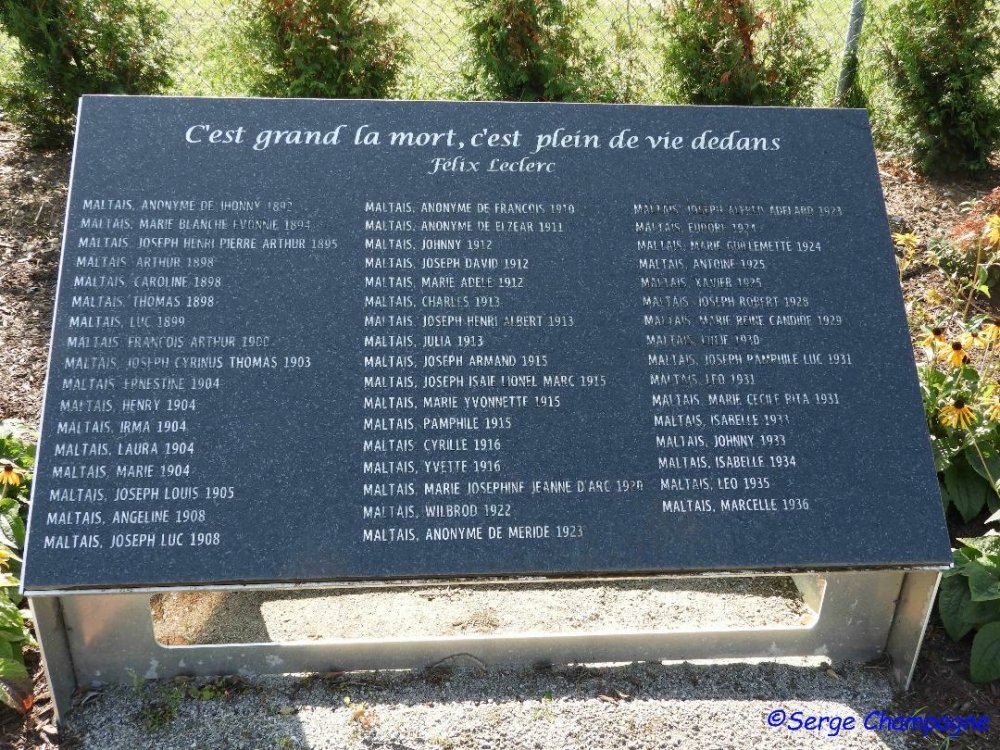 C'est grand la mort, c'est plein de vie dedans
Félix Leclerc
MALTAIS, ANONYME DE JHONNY 1892
MALTAIS, MARIE BLANCHE EVONNIE 1894
MALTAIS, JOSEPH HENRI PIERRE ARTHUR 1895
MALTAIS, ARTHUR 1898
MALTAIS, CAROLINE 1898
MALTAIS, THOMAS 1898
MALTAIS, LUC 1899
MALTAIS, FRANCOIS ARTHUR 1900
MALTAIS, JOSEPH CYRINUS THOMAS 1903
MALTAIS, ERNESTINE 1904
MALTAIS, HENRY 1904
MALTAIS, IRMA 1904
MALTAIS, LAURA 1904
MALTAIS, MARIE 1904
MALTAIS, JOSEPH LOUIS 1905
MALTAIS, ANGELINE 1908
MALTAIS, JOSEPH LUC 1908
MALTAIS, ANONYME DE FRANCOIS 1910
MALTAIS, ANONYME DE ELZEAR 1911
MALTAIS, JOHNNY 1912
MALTAIS, JOSEPH DAVID 1912
MALTAIS, MARIE ADELE 1912
MALTAIS, CHARLES 1913
MALTAIS, JOSEPH HENRI ALBERT 1913
MALTAIS, JULIA 1913
MALTAIS, JOSEPH ARMAND 1915
MALTAIS, JOSEPH ISAIE LIONEL MARC 1915
MALTAIS, MARIE YVONNETTE 1915
MALTAIS, PAMPHILE 1915
MALTAIS, CYRILLE 1916
MALTAIS, YVETTE 1916
MALTAIS, MARIE JOSEPHINE JEANNE D'ARC 1920
MALTAIS, WILBROD 1922
MALTAIS, ANONYME DE MERIDE 1923
MALTAIS, JOSEPH ALFRED ADELARD 1923
MALTAIS, EUDORE 1924
MALTAIS, MARIE GUILLEMETTE 1924
MALTAIS, ANTOINE 1925
MALTAIS, XAVIER 1925
MALTAIS, JOSEPH ROBERT 1928
MALTAIS, MARIE REINE CANDIDE 1929
MALTAIS, LUCIE 1930
MALTAIS, JOSEPH PAMPHILE LUC 1931
MALTAIS, LEO 1931
MALTAIS, MARIE CECILE RITA 1931
MALTAIS, ISABELLE 1933
MALTAIS, JOHNNY 1933
MALTAIS, ISABELLE 1934
MALTAIS, LEO 1935
MALTAIS, MARCELLE 1936
©Serge Champagne